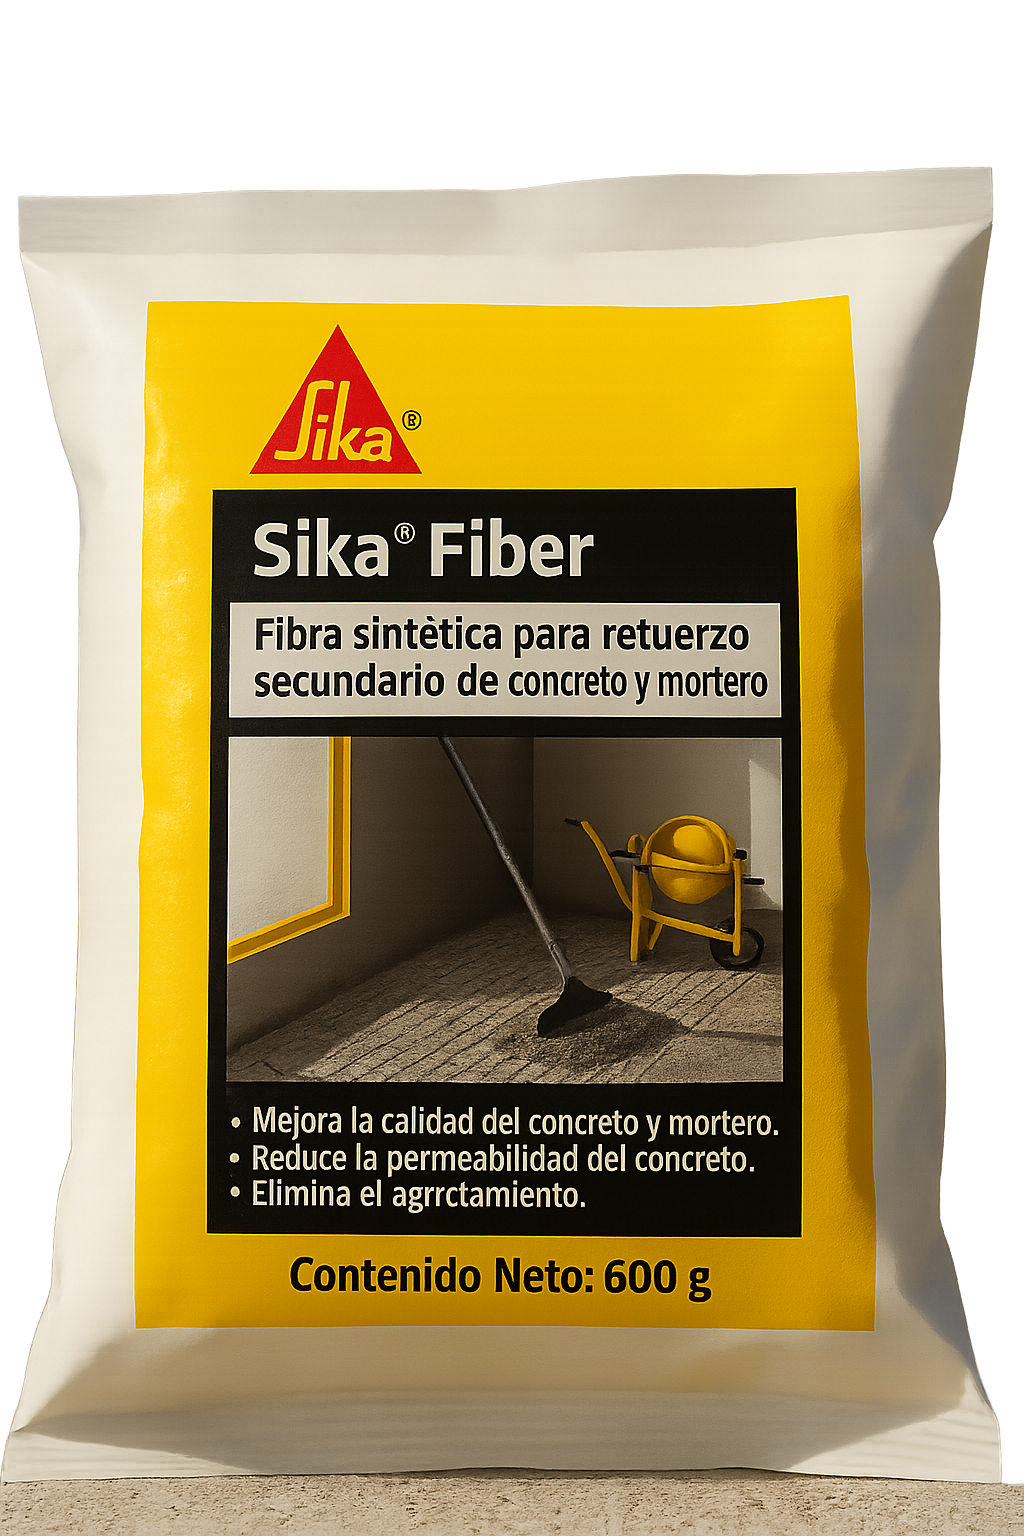 Sika®
Sika® Fiber
Fibra sintètica para retuerzo
secundario de concreto y mortero
• Mejora la calidad del concreto y mortero.
• Reduce la permeabilidad del concreto.
• Elimina el agrrctamiento.
Contenido Neto: 600 g